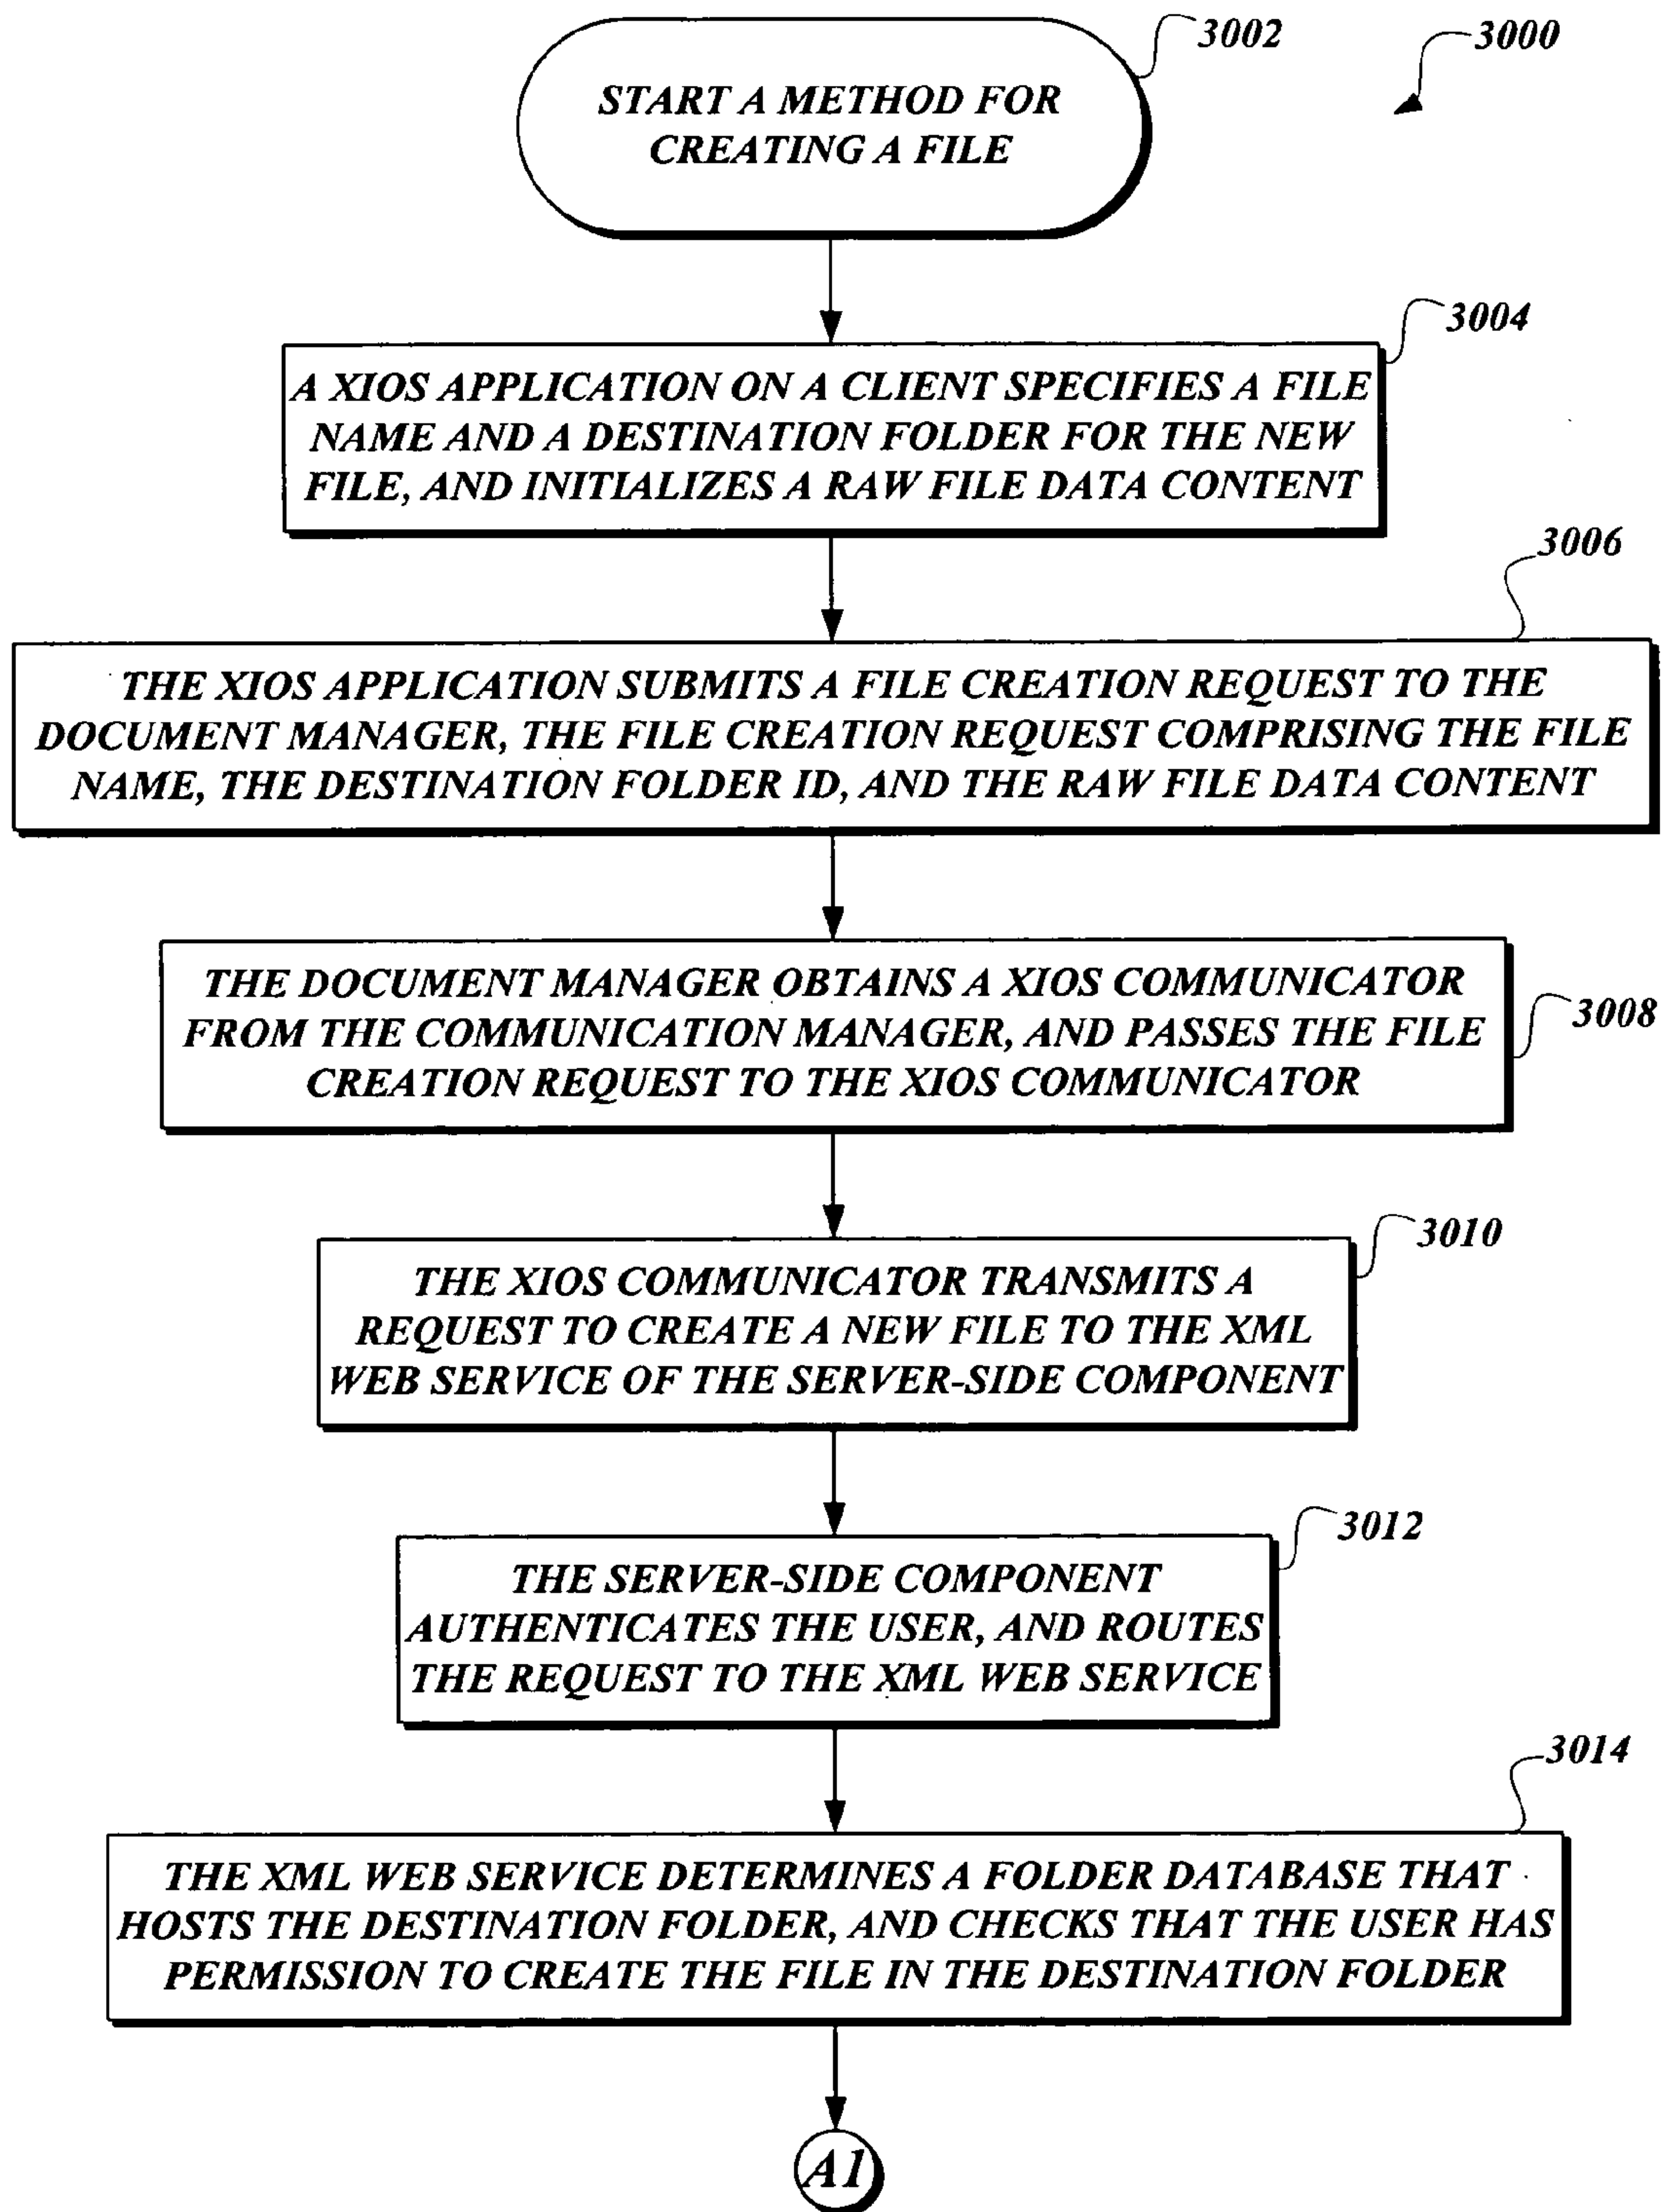 3002
3000
START A METHOD FOR
CREATING A FILE
3004
A XIOS APPLICATION ON A CLIENT SPECIFIES A FILE
NAME AND A DESTINATION FOLDER FOR THE NEW
FILE, AND INITIALIZES A RAW FILE DATA CONTENT
3006
THE XIOS APPLICATION SUBMITS A FILE CREATION REQUEST TO THE
DOCUMENT MANAGER, THE FILE CREATION REQUEST COMPRISING THE FILE
NAME, THE DESTINATION FOLDER ID, AND THE RAW FILE DATA CONTENT
THE DOCUMENT MANAGER OBTAINS A XIOS COMMUNICATOR
FROM THE COMMUNICATION MANAGER, AND PASSES THE FILE
CREATION REQUEST TO THE XIOS COMMUNICATOR
3008
3010
THE XIOS COMMUNICATOR TRANSMITS A
REQUEST TO CREATE A NEW FILE TO THE XML
WEB SERVICE OF THE SERVER-SIDE COMPONENT
3012
THE SERVER-SIDE COMPONENT
AUTHENTICATES THE USER, AND ROUTES
THE REQUEST TO THE XML WEB SERVICE
3014
THE XML WEB SERVICE DETERMINES A FOLDER DATABASE THAT
HOSTS THE DESTINATION FOLDER, AND CHECKS THAT THE USER HAS
PERMISSION TO CREATE THE FILE IN THE DESTINATION FOLDER
A1